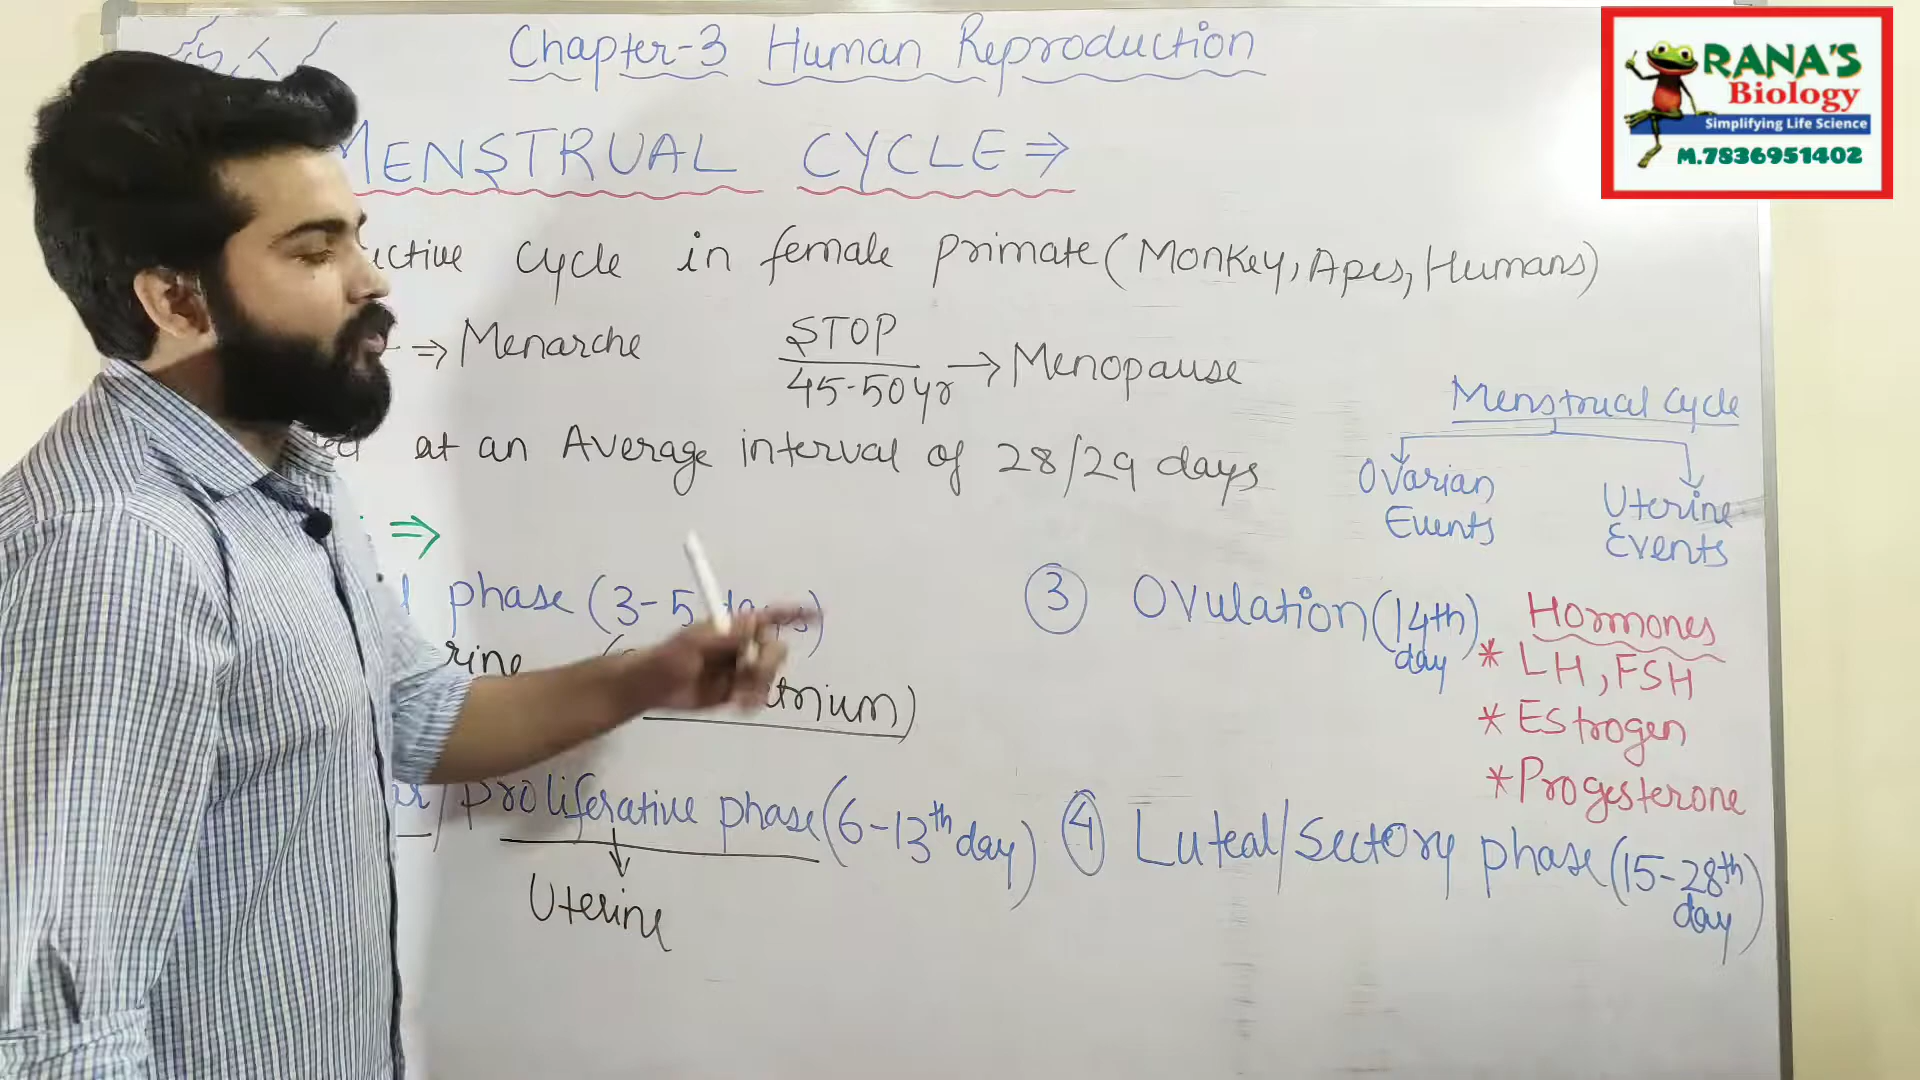 Chapter-3 Human Reproduction
RANA'S
Biology
Simplifying Life Science
M.7836951402
MENSTRUAL CYCLE ⇒
ctive cycle in female primate (Monkey, Apes, Humans)
⇒ Menarche
STOP
45-50yr → Menopause
at an Average interval of 28/29 days
Menstrual cycle
Ovarian Events
Uterine Events
⇒
phase (3-5 days)
rine
trium)
proliferative phase (6-13th day)
Uterine
③ Ovulation (14th day)
Hormones
* LH, FSH
* Estrogen
* Progesterone
④ Luteal/Sectory phase (15-28th day)